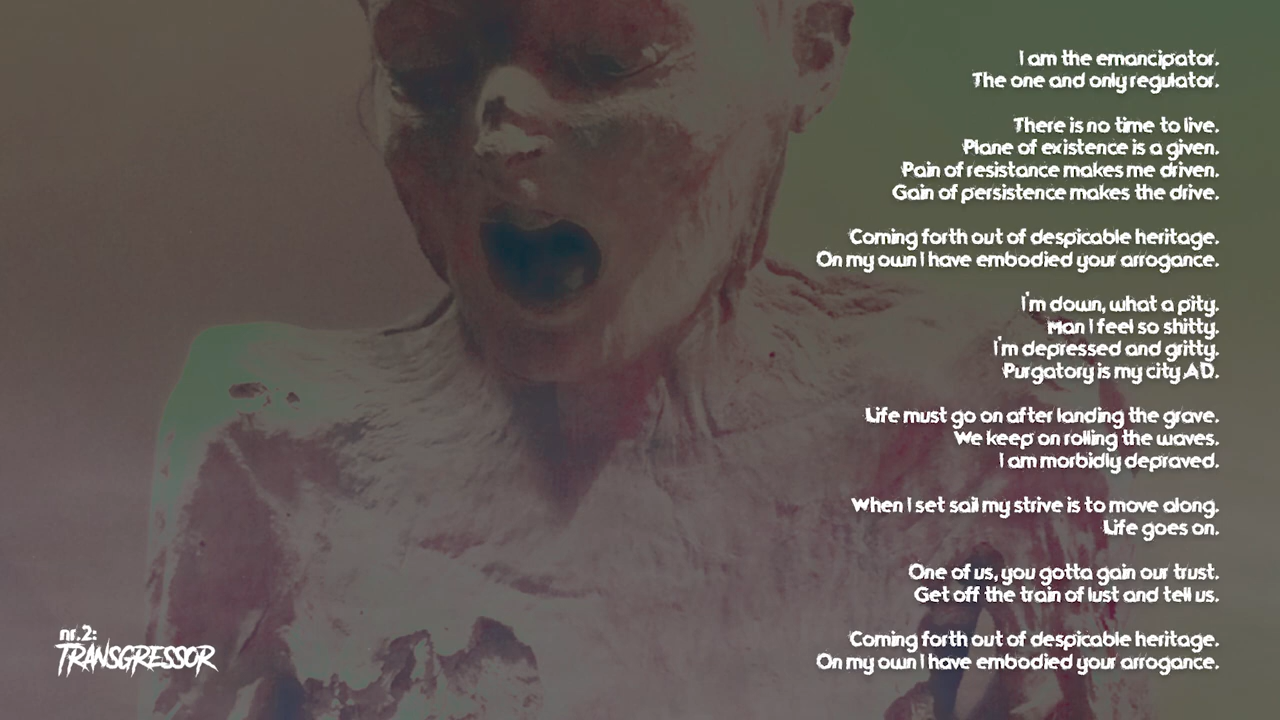 I am the emancipator.
The one and only regulator.
There is no time to live.
Plane of existence is a given.
Pain of resistance makes me driven.
Gain of persistence makes the drive.
Coming forth out of despicable heritage.
On my own I have embodied your arrogance.
I'm down, what a pity.
Man I feel so shitty.
I'm depressed and gritty.
Purgatory is my city AD.
Life must go on after landing the grave.
We keep on rolling the waves.
I am morbidly depraved.
When I set sail my strive is to move along.
Life goes on.
One of us, you gotta gain our trust.
Get off the train of lust and tell us.
Coming forth out of despicable heritage.
On my own I have embodied your arrogance.
nr.2:
TRANSGRESSOR